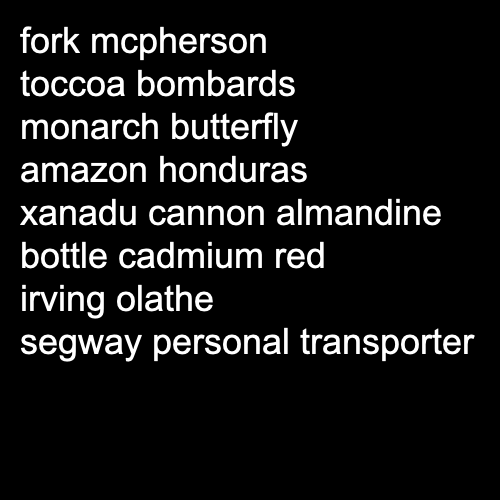 fork mcpherson
toccoa bombards
monarch butterfly
amazon honduras
xanadu cannon almandine
bottle cadmium red
irving olathe
segway personal transporter